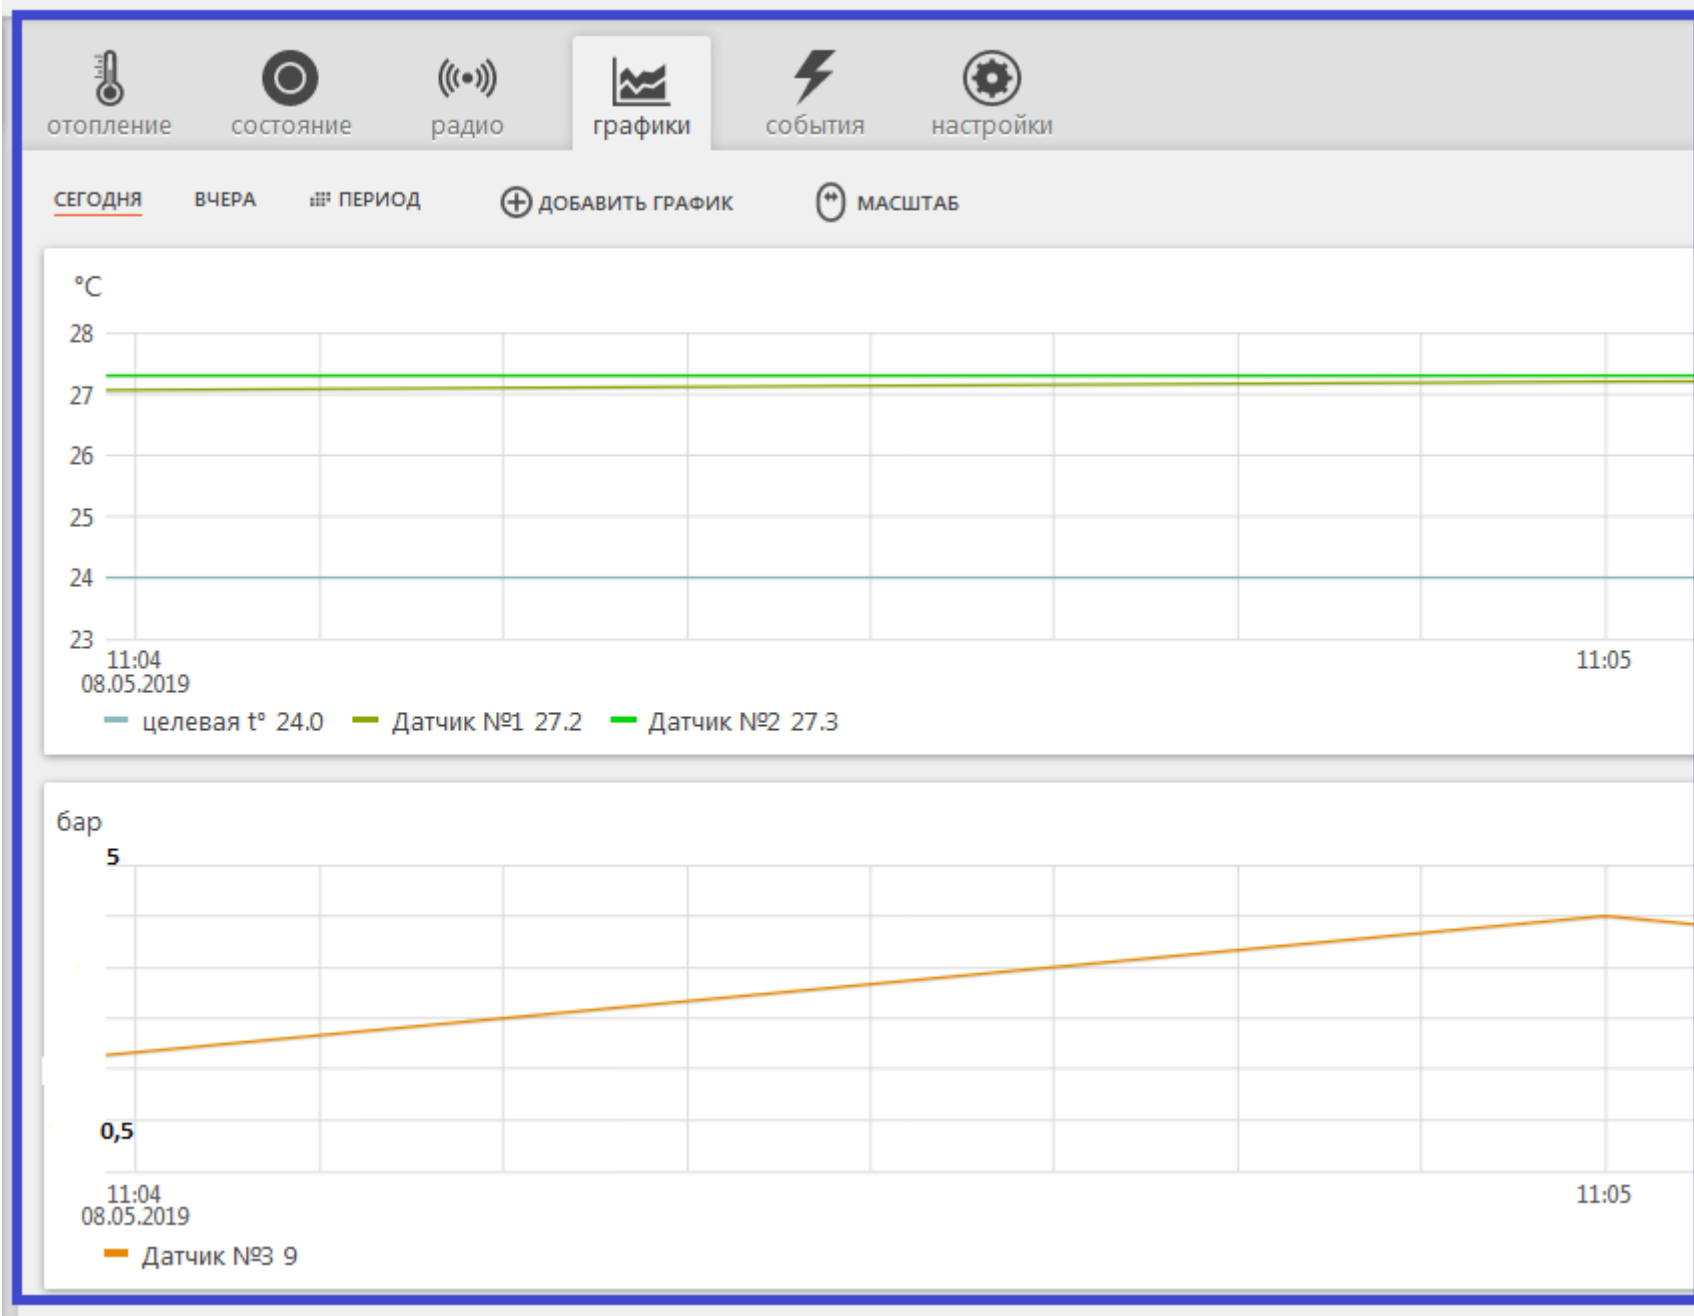 отопление состояние радио графики события настройки
СЕГОДНЯ ВЧЕРА ПЕРИОД ДОБАВИТЬ ГРАФИК МАСШТАБ
°C
28
27
26
25
24
23
11:04 11:05
08.05.2019
целевая t° 24.0 Датчик №1 27.2 Датчик №2 27.3
бар
5
0,5
11:04 11:05
08.05.2019
Датчик №3 9